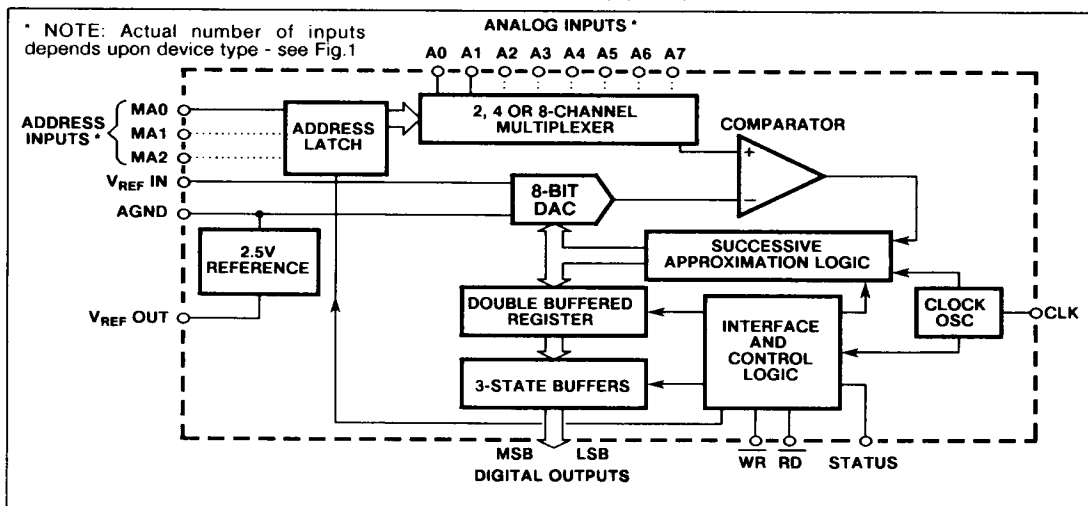 * NOTE: Actual number of inputs
depends upon device type - see Fig.1
ANALOG INPUTS *
A0 A1 A2 A3 A4 A5 A6 A7
ADDRESS
INPUTS *
MA0
MA1
MA2
ADDRESS
LATCH
2, 4 OR 8-CHANNEL
MULTIPLEXER
COMPARATOR
+
−
VREF IN
AGND
8-BIT
DAC
2.5V
REFERENCE
SUCCESSIVE
APPROXIMATION LOGIC
VREF OUT
DOUBLE BUFFERED
REGISTER
INTERFACE
AND
CONTROL
LOGIC
CLOCK
OSC
CLK
3-STATE BUFFERS
MSB LSB
DIGITAL OUTPUTS
W̅R̅ R̅D̅ STATUS